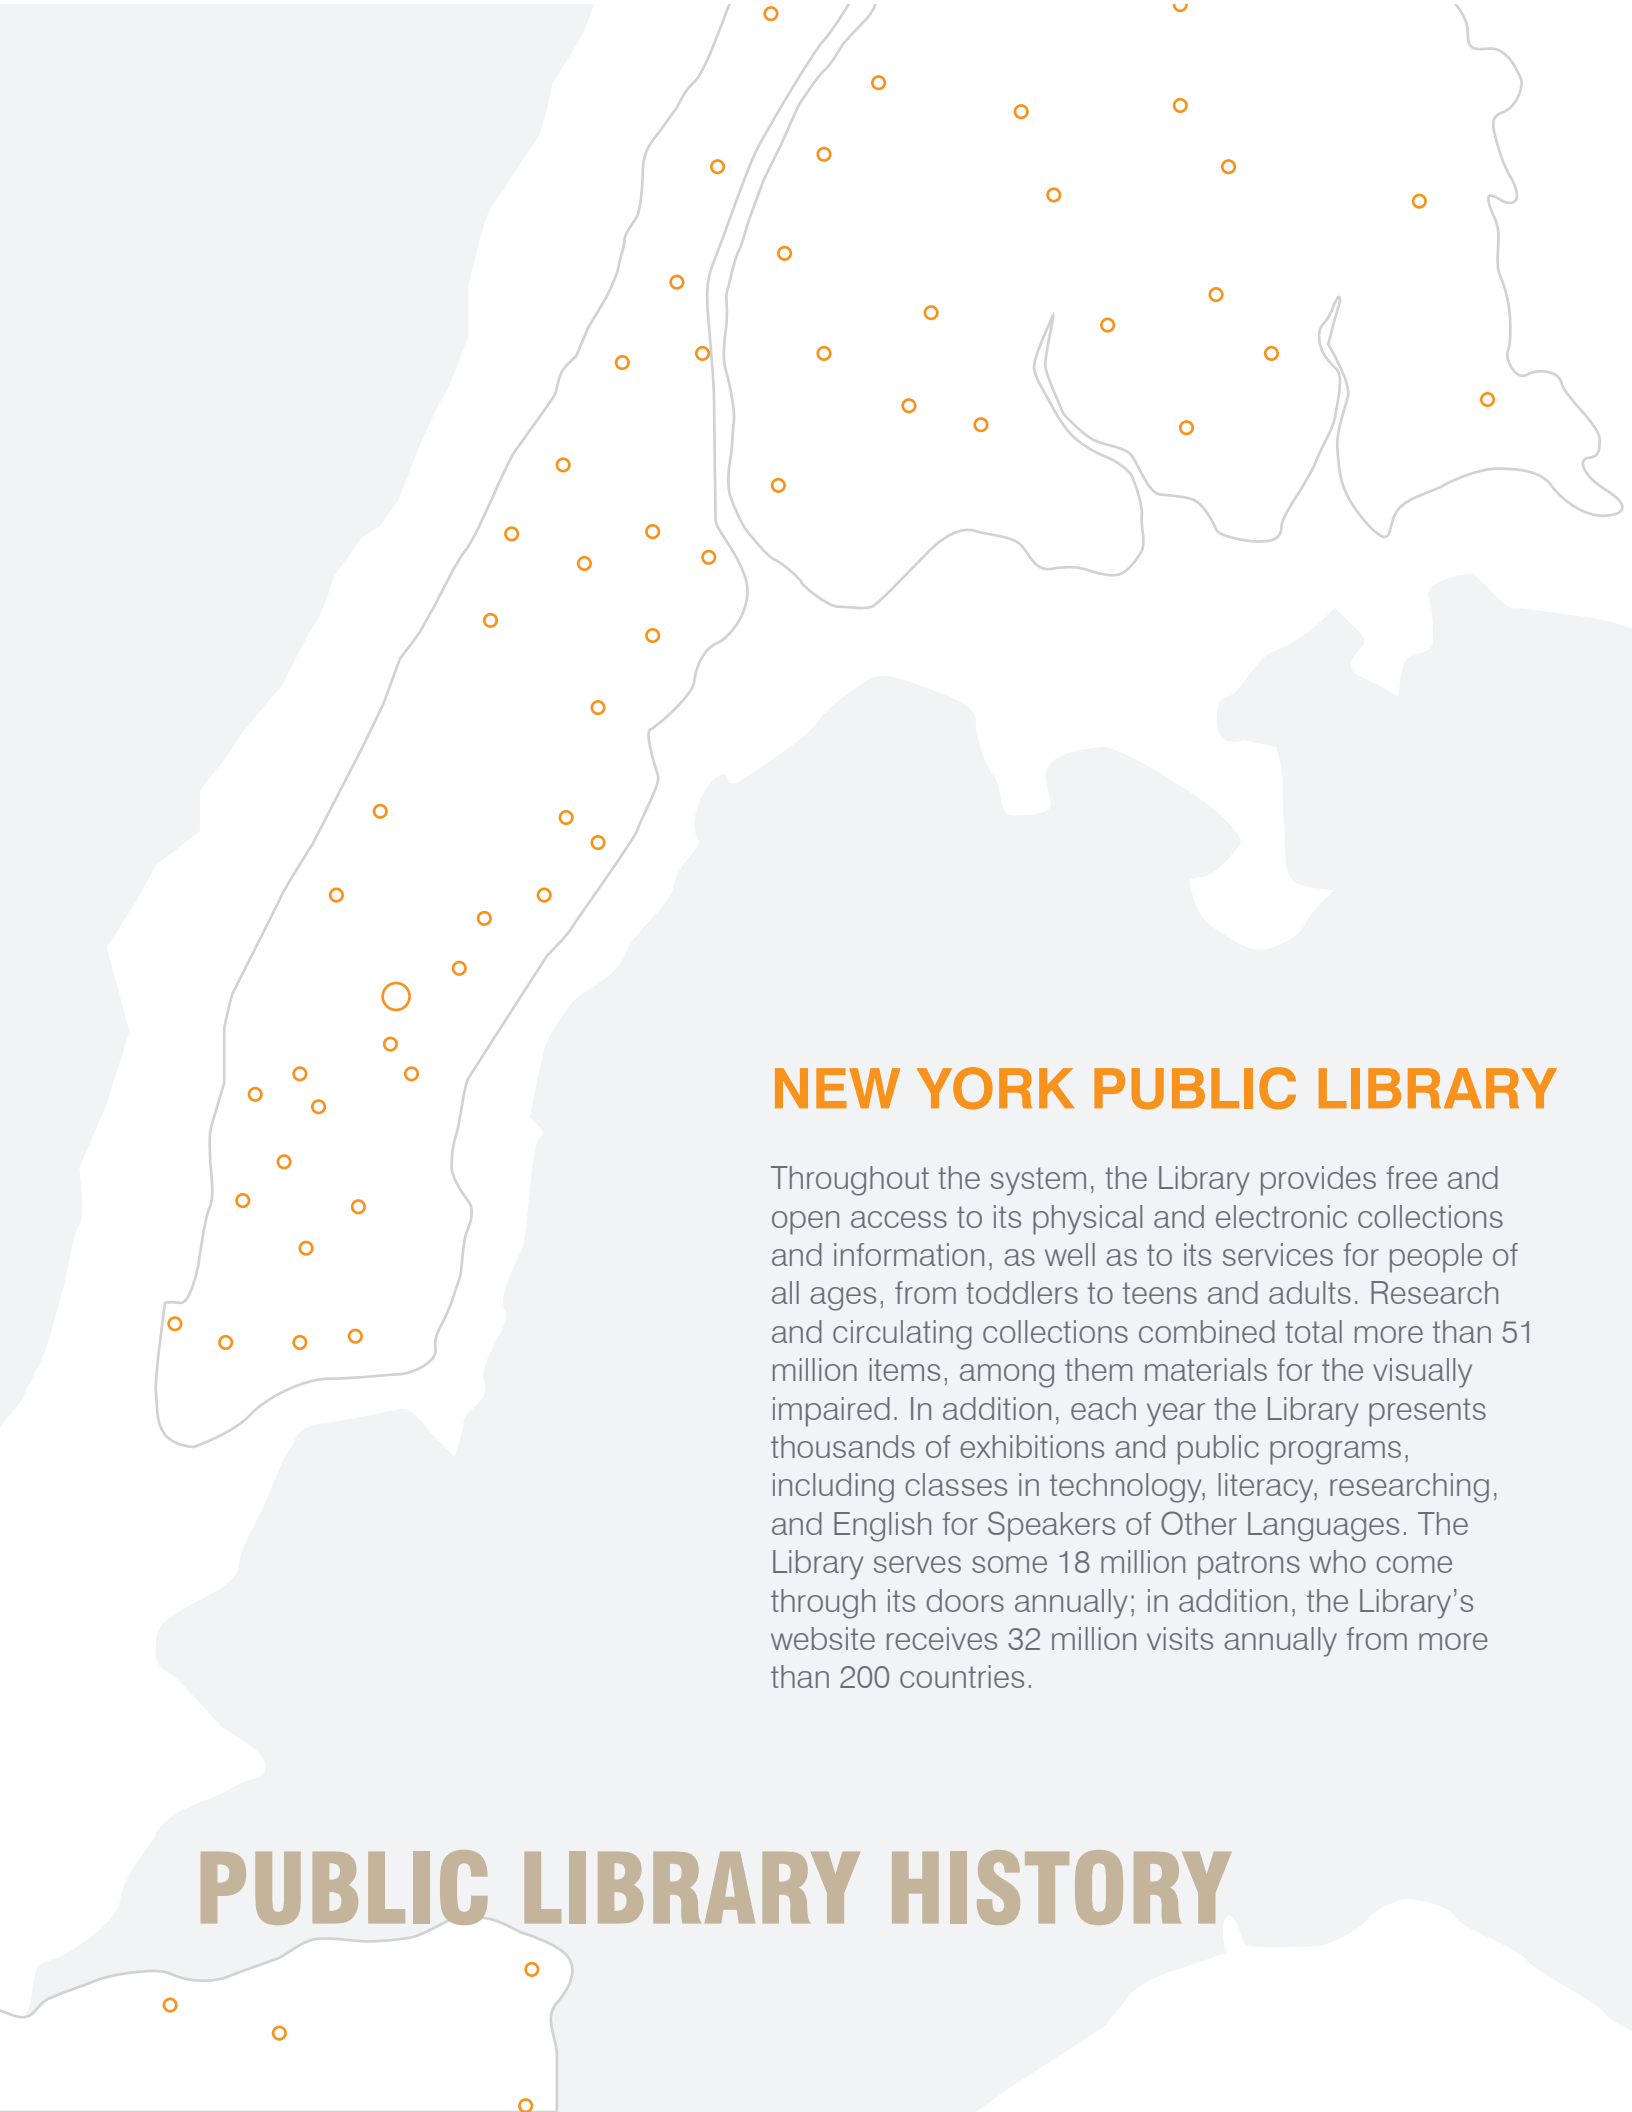 NEW YORK PUBLIC LIBRARY
Throughout the system, the Library provides free and
open access to its physical and electronic collections
and information, as well as to its services for people of
all ages, from toddlers to teens and adults. Research
and circulating collections combined total more than 51
million items, among them materials for the visually
impaired. In addition, each year the Library presents
thousands of exhibitions and public programs,
including classes in technology, literacy, researching,
and English for Speakers of Other Languages. The
Library serves some 18 million patrons who come
through its doors annually; in addition, the Library’s
website receives 32 million visits annually from more
than 200 countries.
PUBLIC LIBRARY HISTORY